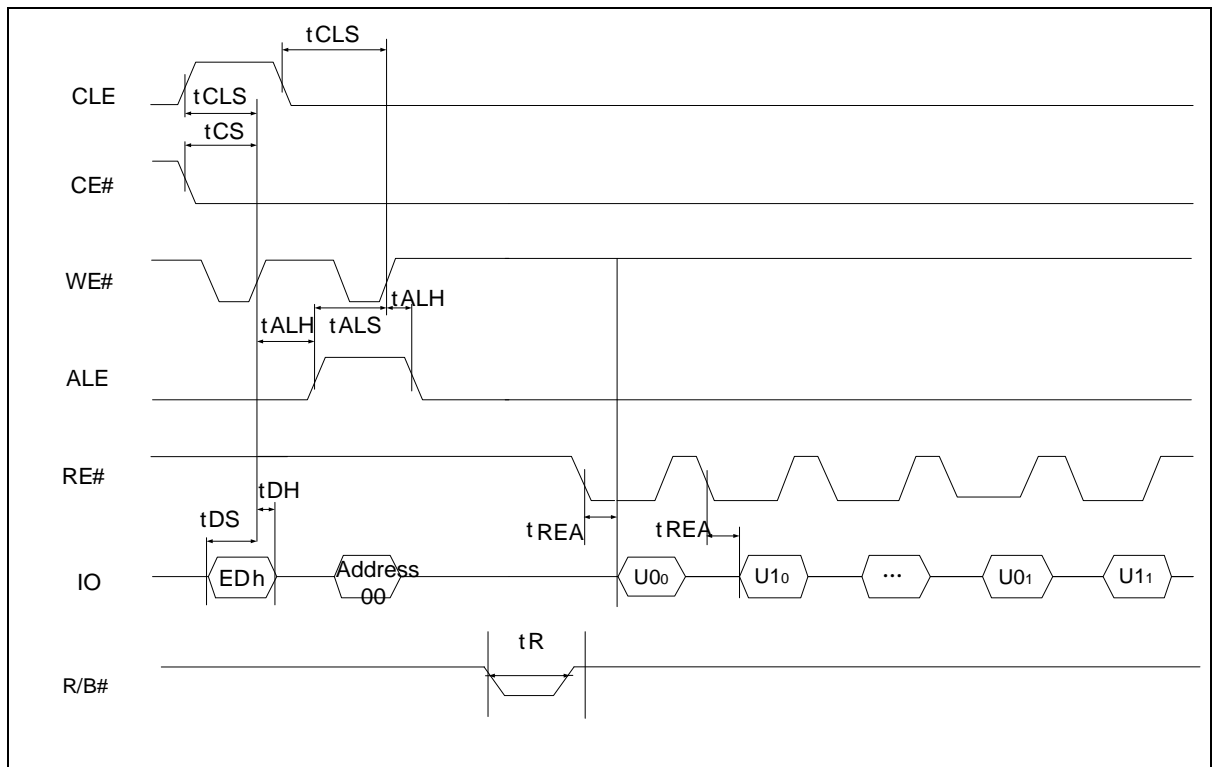 tCLS
CLE
tCLS
tCS
CE#
WE#
tALH
tALH tALS
ALE
RE#
tDH
tDS
tREA tREA
IO EDh Address 00 U0₀ U1₀ ... U0₁ U1₁
tR
R/B#